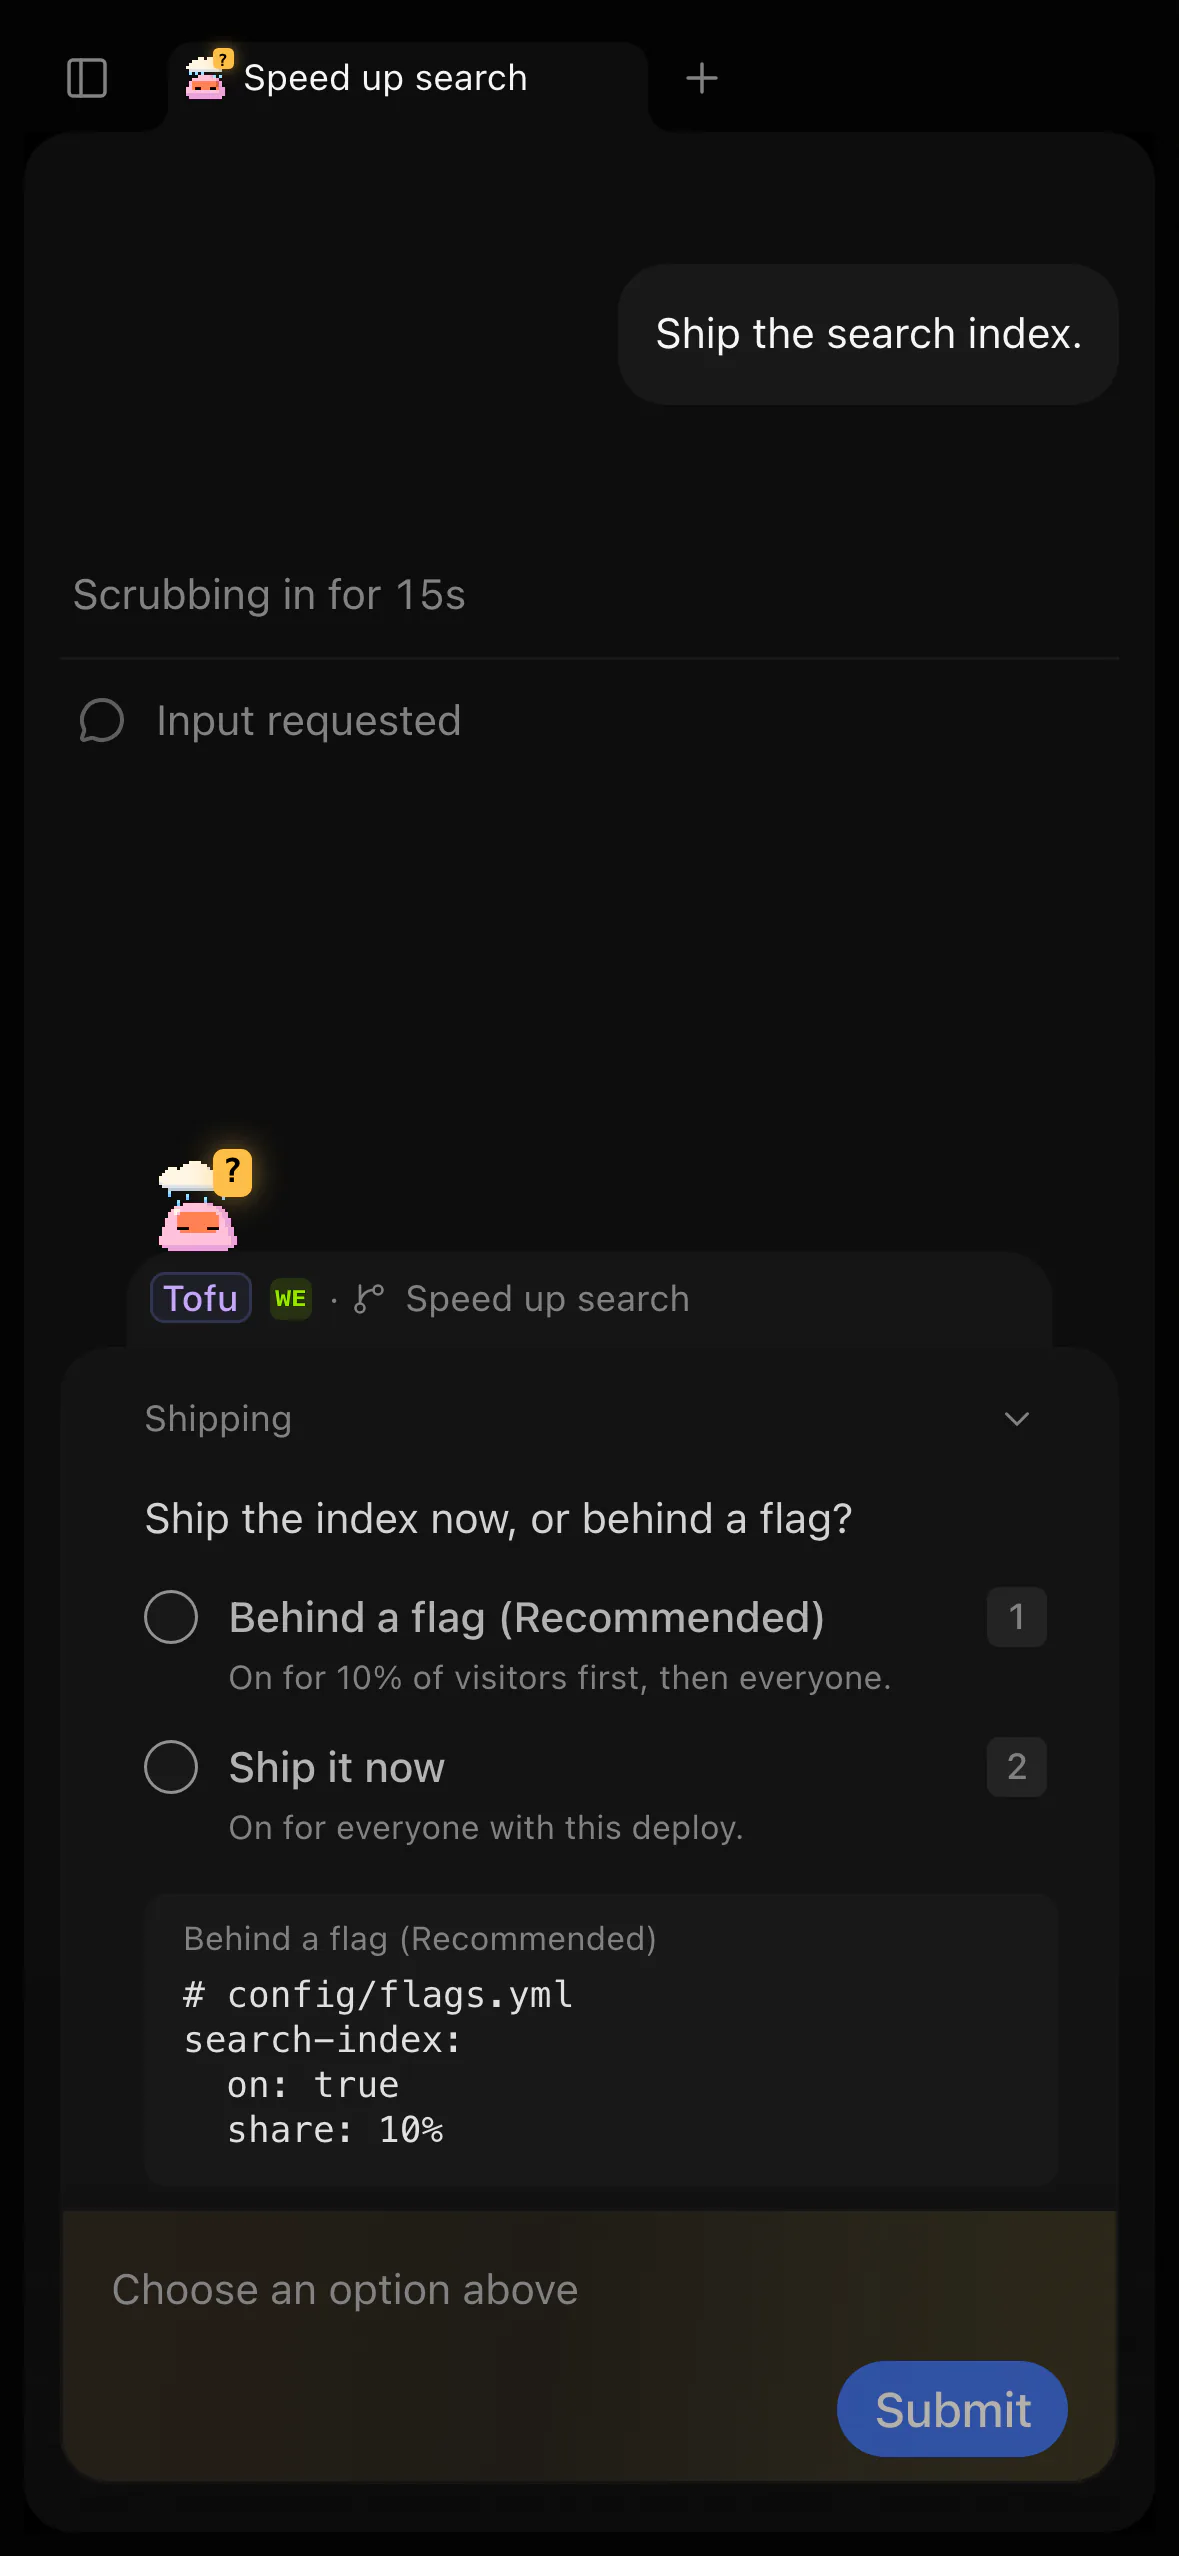 ?
Speed up search
Ship the search index.
Scrubbing in for 15s
Input requested
?
Tofu WE · Speed up search
Shipping
Ship the index now, or behind a flag?
Behind a flag (Recommended) 1
On for 10% of visitors first, then everyone.
Ship it now 2
On for everyone with this deploy.
Behind a flag (Recommended)
# config/flags.yml
search-index:
  on: true
  share: 10%
Choose an option above
Submit